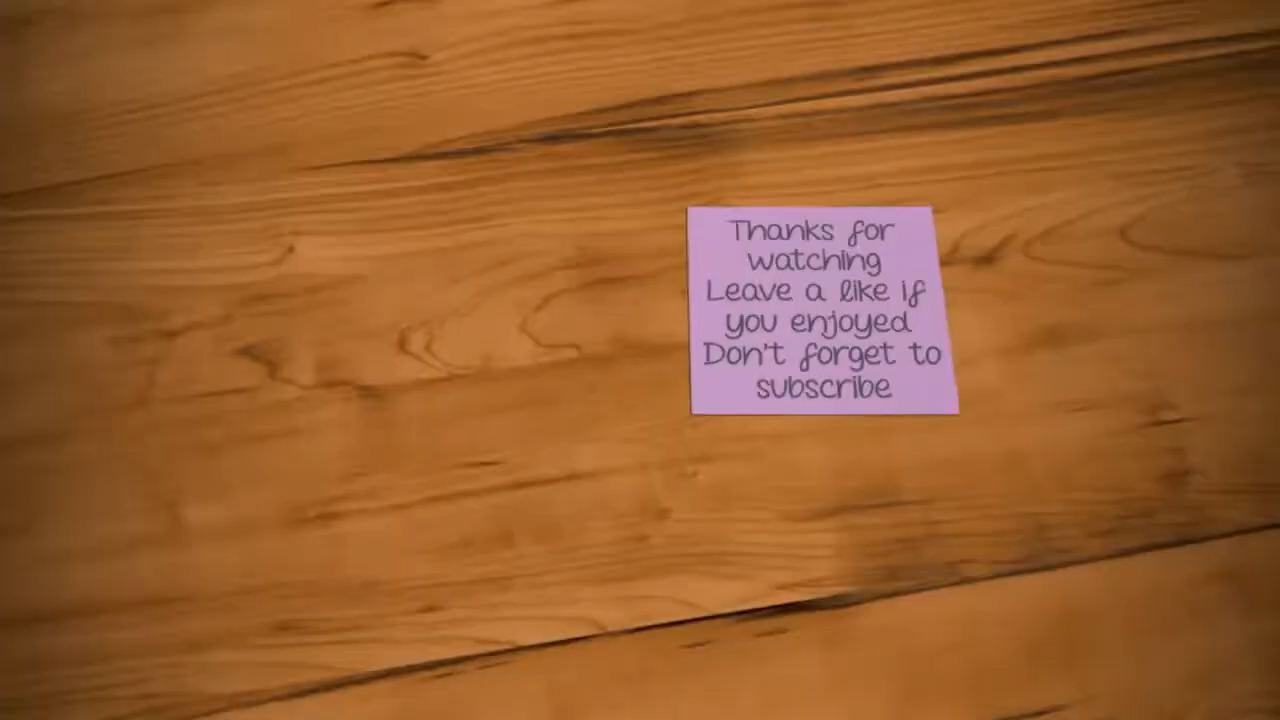 Thanks for
watching
Leave a like if
you enjoyed
Don't forget to
subscribe